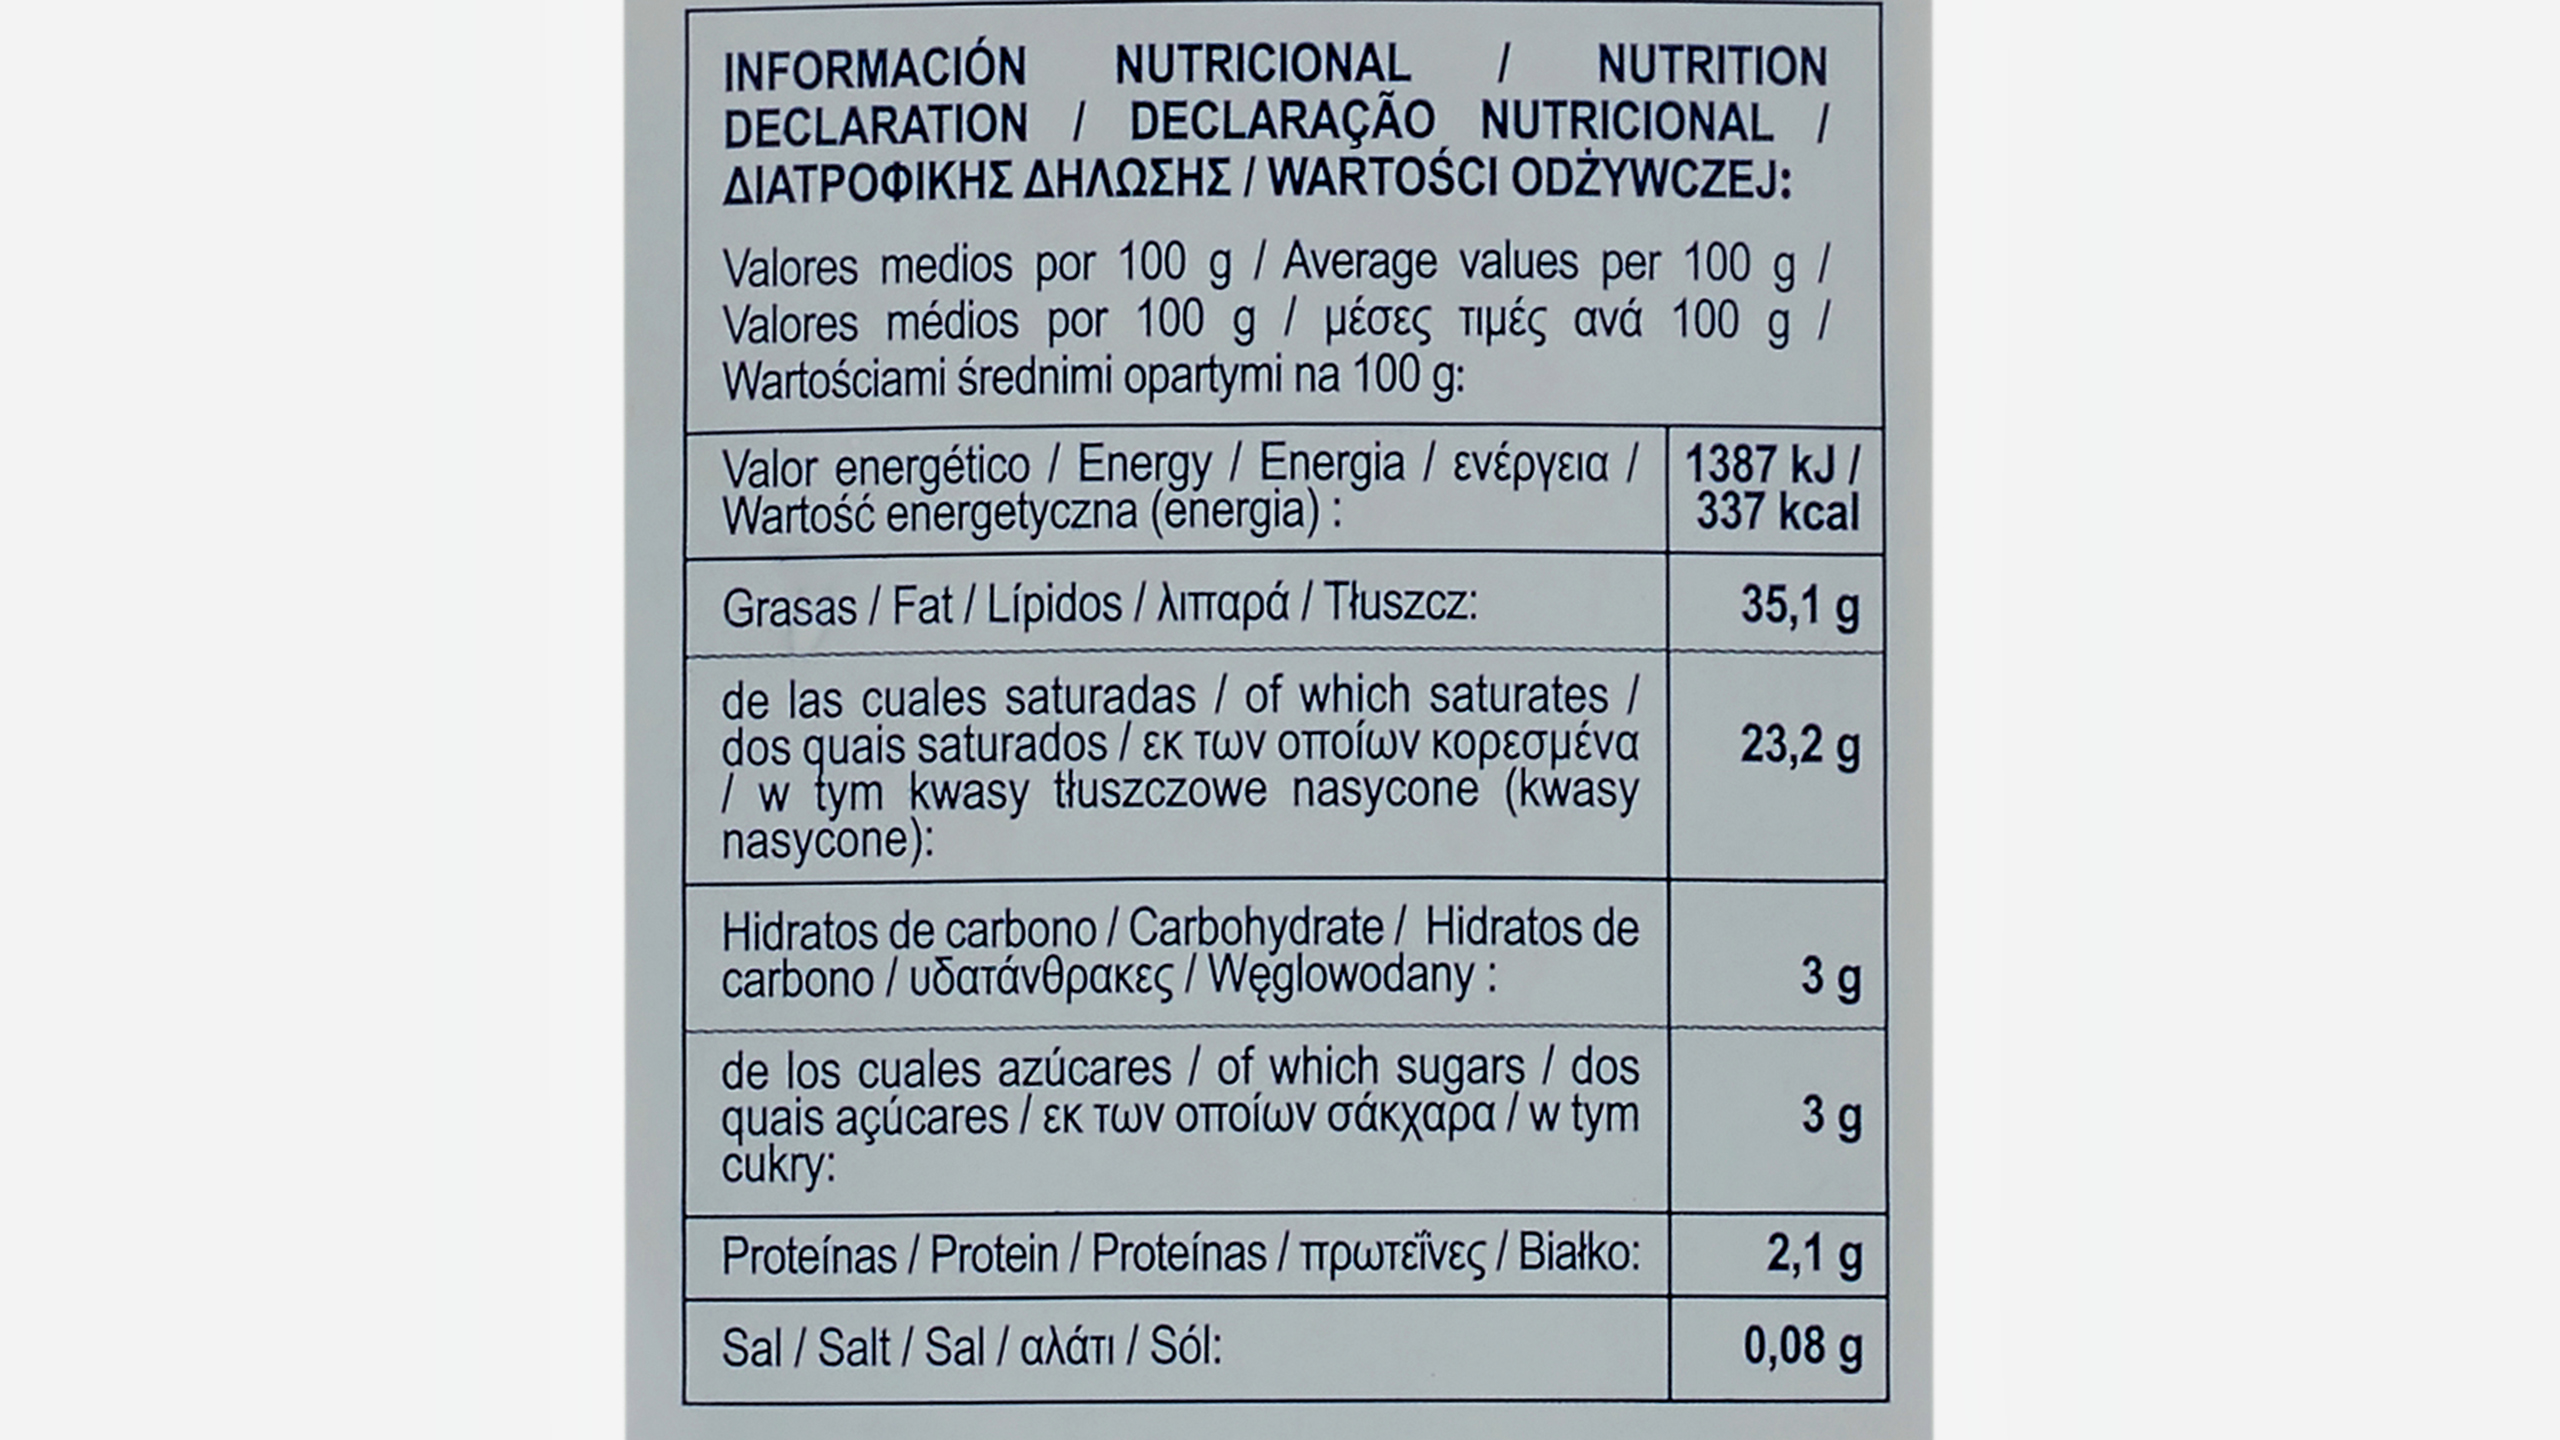 INFORMACIÓN NUTRICIONAL / NUTRITION
DECLARATION / DECLARAÇÃO NUTRICIONAL /
ΔΙΑΤΡΟΦΙΚΗΣ ΔΗΛΩΣΗΣ / WARTOŚCI ODŻYWCZEJ:
Valores medios por 100 g / Average values per 100 g /
Valores médios por 100 g / μέσες τιμές ανά 100 g /
Wartościami średnimi opartymi na 100 g:
Valor energético / Energy / Energia / ενέργεια / 1387 kJ /
Wartość energetyczna (energia) : 337 kcal
Grasas / Fat / Lípidos / λιπαρά / Tłuszcz: 35,1 g
de las cuales saturadas / of which saturates /
dos quais saturados / εκ των οποίων κορεσμένα 23,2 g
/ w tym kwasy tłuszczowe nasycone (kwasy
nasycone):
Hidratos de carbono / Carbohydrate / Hidratos de
carbono / υδατάνθρακες / Węglowodany : 3 g
de los cuales azúcares / of which sugars / dos
quais açúcares / εκ των οποίων σάκχαρα / w tym 3 g
cukry:
Proteínas / Protein / Proteínas / πρωτεΐνες / Białko: 2,1 g
Sal / Salt / Sal / αλάτι / Sól: 0,08 g